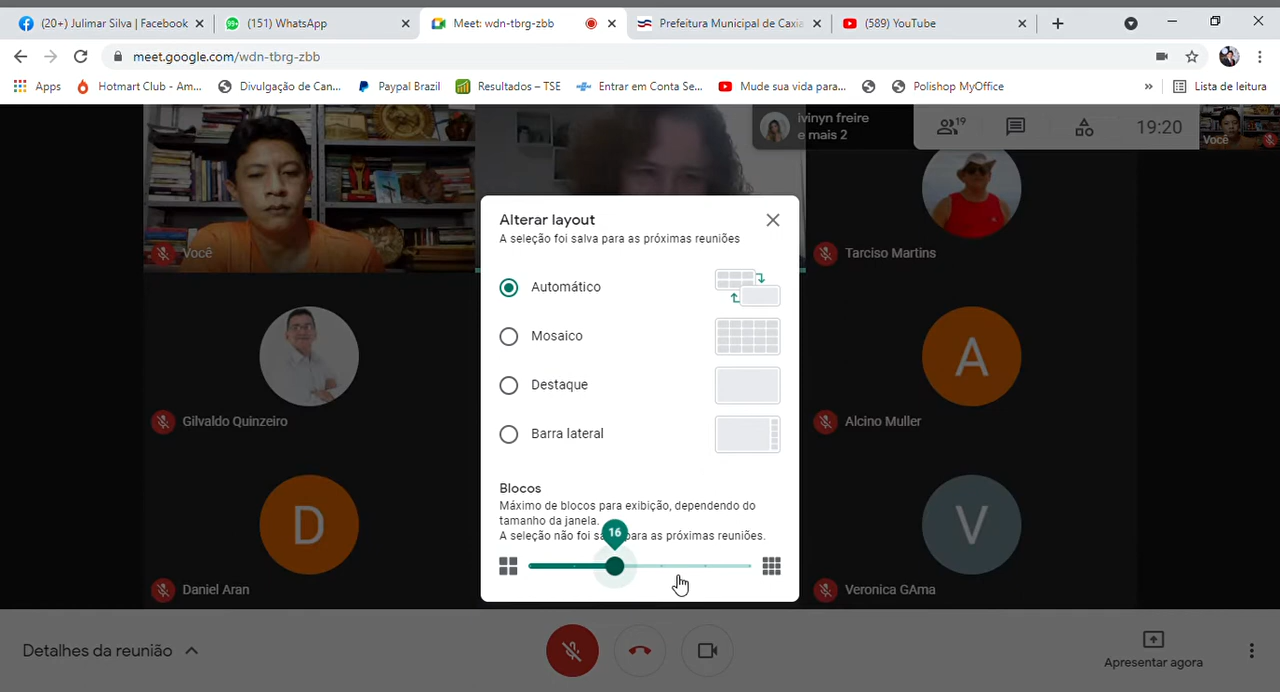 (20+) Julimar Silva | Facebook
99+
(151) WhatsApp
Meet: wdn-tbrg-zbb
Prefeitura Municipal de Caxia
(589) YouTube
meet.google.com/wdn-tbrg-zbb
Apps
Hotmart Club - Am...
Divulgação de Can...
Paypal Brazil
Resultados – TSE
Entrar em Conta Se...
Mude sua vida para...
Polishop MyOffice
»
Lista de leitura
ivinyn freire
e mais 2
19
19:20
Você
Você
Tarciso Martins
Gilvaldo Quinzeiro
A
Alcino Muller
D
Daniel Aran
V
Veronica GAma
Alterar layout
A seleção foi salva para as próximas reuniões
Automático
Mosaico
Destaque
Barra lateral
Blocos
Máximo de blocos para exibição, dependendo do
tamanho da janela.
A seleção não foi para as próximas reuniões.
16
Detalhes da reunião
Apresentar agora